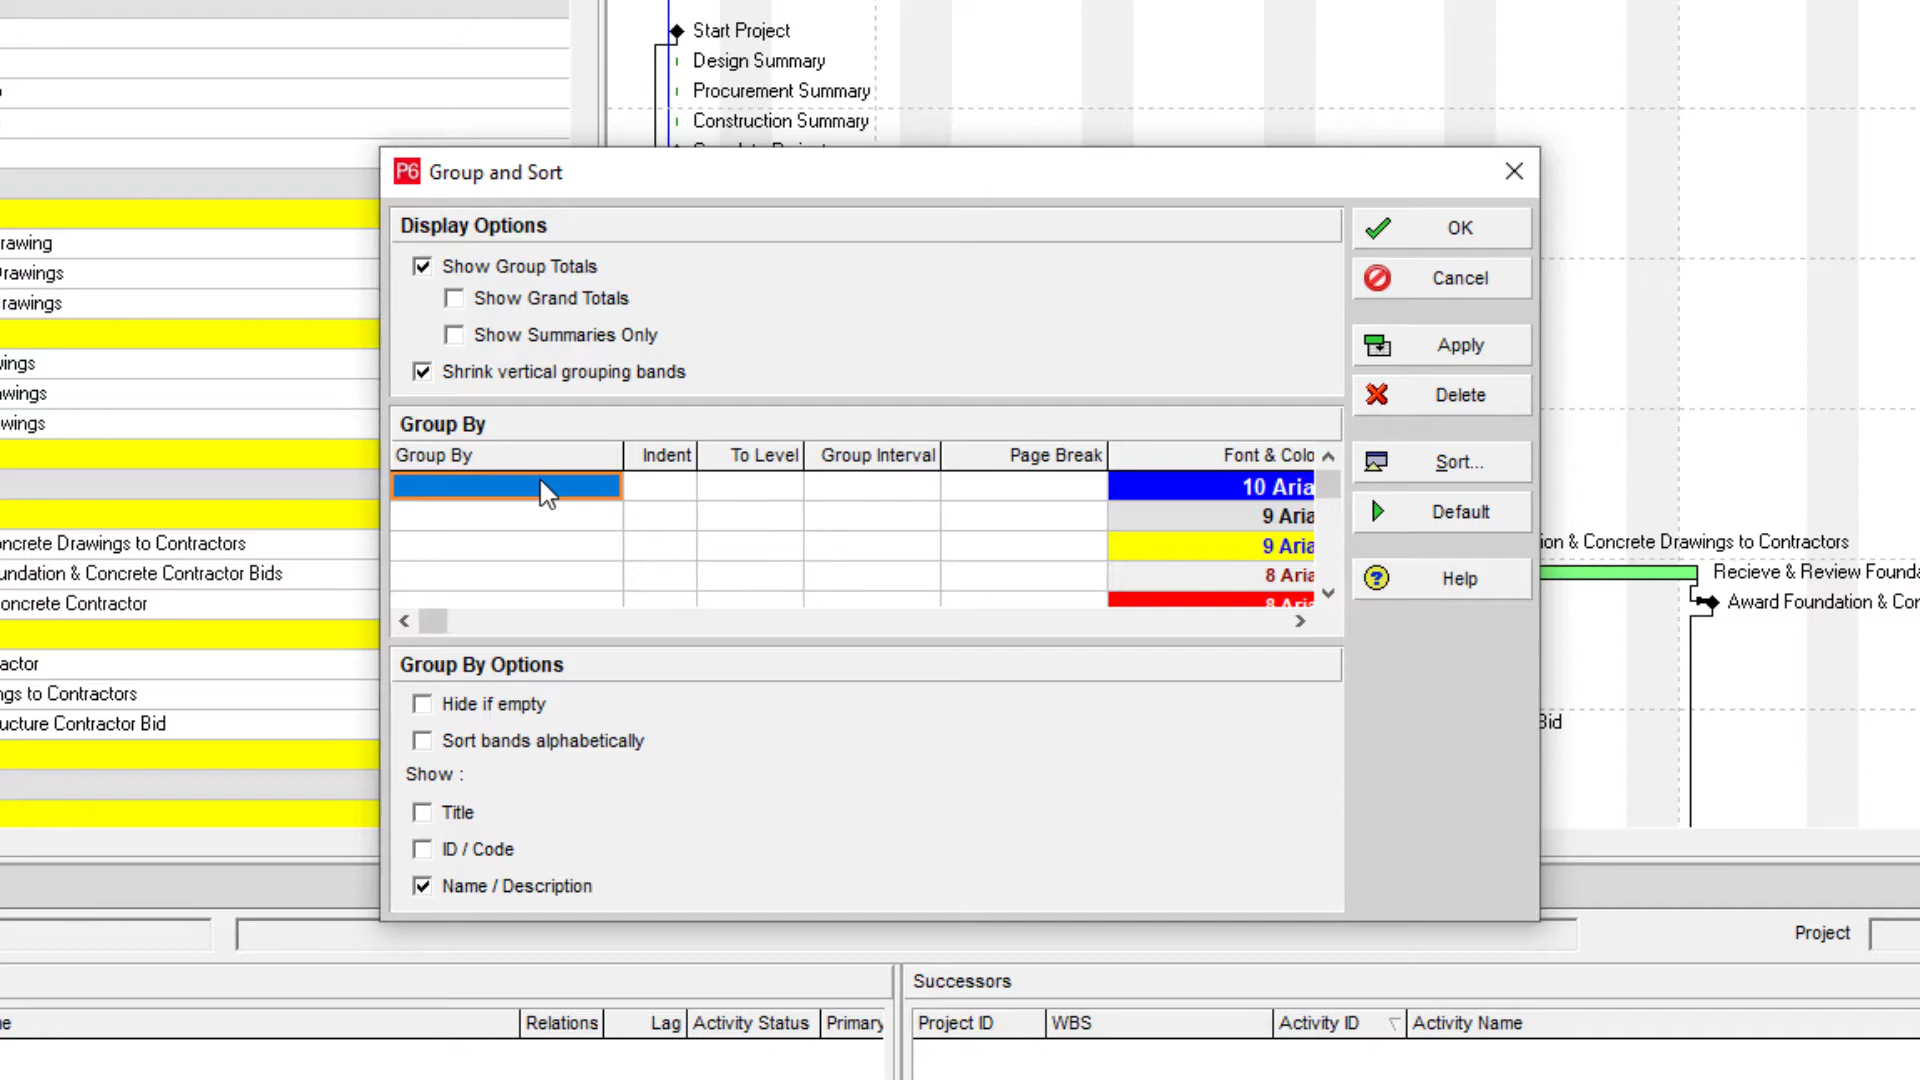 Start Project
Design Summary
Procurement Summary
Construction Summary
P6 Group and Sort
Display Options
Show Group Totals
Show Grand Totals
Show Summaries Only
Shrink vertical grouping bands
OK
Cancel
Apply
Delete
Sort...
Default
Help
Group By
Group By Indent To Level Group Interval Page Break Font & Colo
10 Aria
9 Aria
9 Aria
8 Aria
8 Aria
Group By Options
Hide if empty
Sort bands alphabetically
Show :
Title
ID / Code
Name / Description
rawing
Drawings
rawings
wings
awings
wings
ncrete Drawings to Contractors
undation & Concrete Contractor Bids
oncrete Contractor
actor
ngs to Contractors
ucture Contractor Bid
ion & Concrete Drawings to Contractors
Recieve & Review Founda
Award Foundation & Con
Bid
Project
Successors
e Relations Lag Activity Status Primary
Project ID WBS Activity ID Activity Name